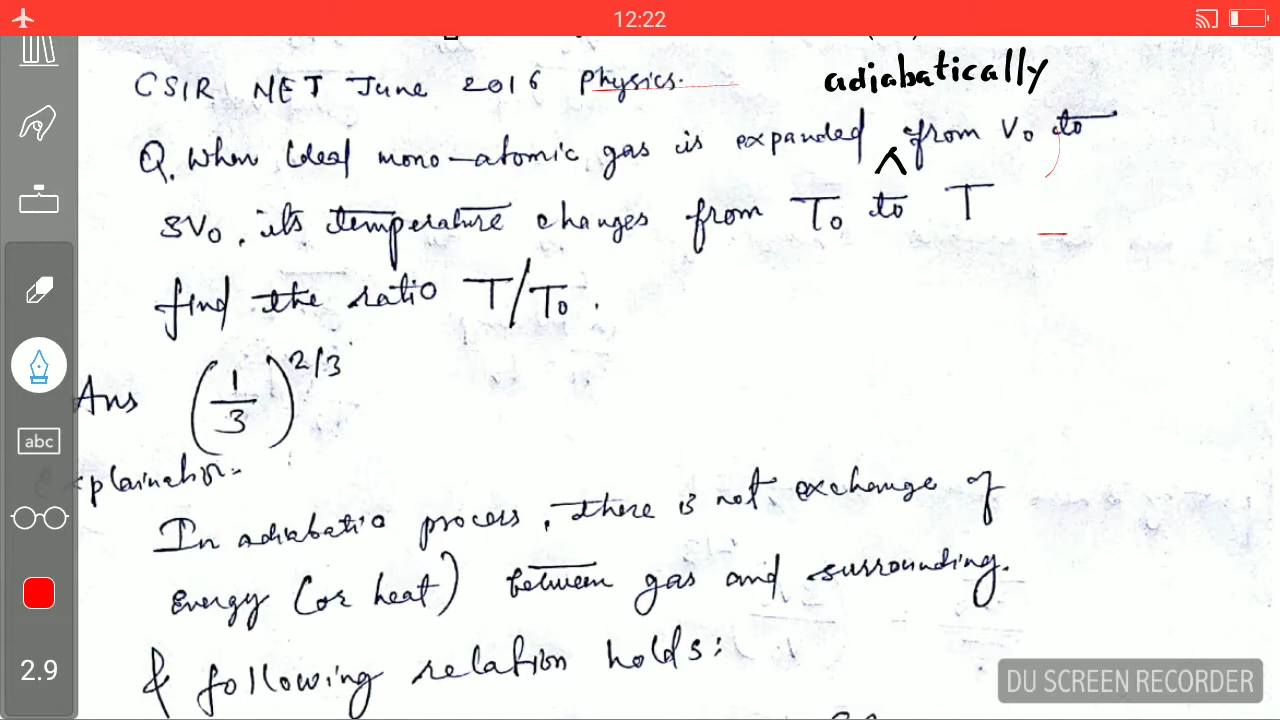 12:22
CSIR NET June 2016 Physics.
adiabatically
Q. When Ideal mono-atomic gas is expanded ^ from V0 to
3V0, its temperature changes from T0 to T
find the ratio T/T0.
Ans (1/3)^2/3
Explaination-
In adiabatic process, there is not exchange of
energy (or heat) between gas and surrounding.
& following relation holds:
abc
2.9
DU SCREEN RECORDER